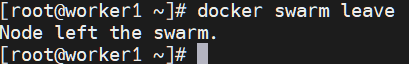 [root@worker1 ~]# docker swarm leave
Node left the swarm.
[root@worker1 ~]#